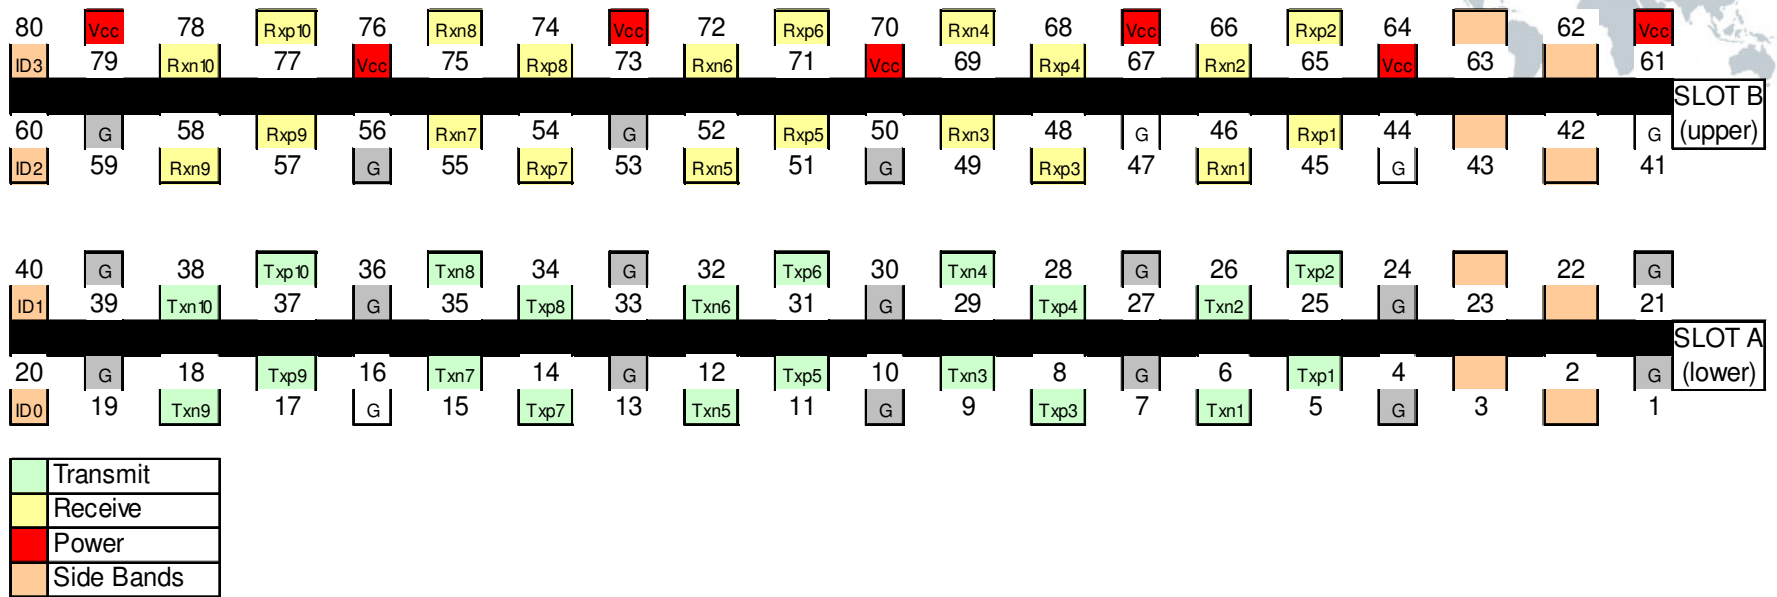 80 Vcc 78 Rxp10 76 Rxn8 74 Vcc 72 Rxp6 70 Rxn4 68 Vcc 66 Rxp2 64 62 Vcc
ID3 79 Rxn10 77 Vcc 75 Rxp8 73 Rxn6 71 Vcc 69 Rxp4 67 Rxn2 65 Vcc 63 61
SLOT B
60 G 58 Rxp9 56 Rxn7 54 G 52 Rxp5 50 Rxn3 48 G 46 Rxp1 44 42 G (upper)
ID2 59 Rxn9 57 G 55 Rxp7 53 Rxn5 51 G 49 Rxp3 47 Rxn1 45 G 43 41
40 G 38 Txp10 36 Txn8 34 G 32 Txp6 30 Txn4 28 G 26 Txp2 24 22 G
ID1 39 Txn10 37 G 35 Txp8 33 Txn6 31 G 29 Txp4 27 Txn2 25 G 23 21
SLOT A
20 G 18 Txp9 16 Txn7 14 G 12 Txp5 10 Txn3 8 G 6 Txp1 4 2 G (lower)
ID0 19 Txn9 17 G 15 Txp7 13 Txn5 11 G 9 Txp3 7 Txn1 5 G 3 1
Transmit
Receive
Power
Side Bands